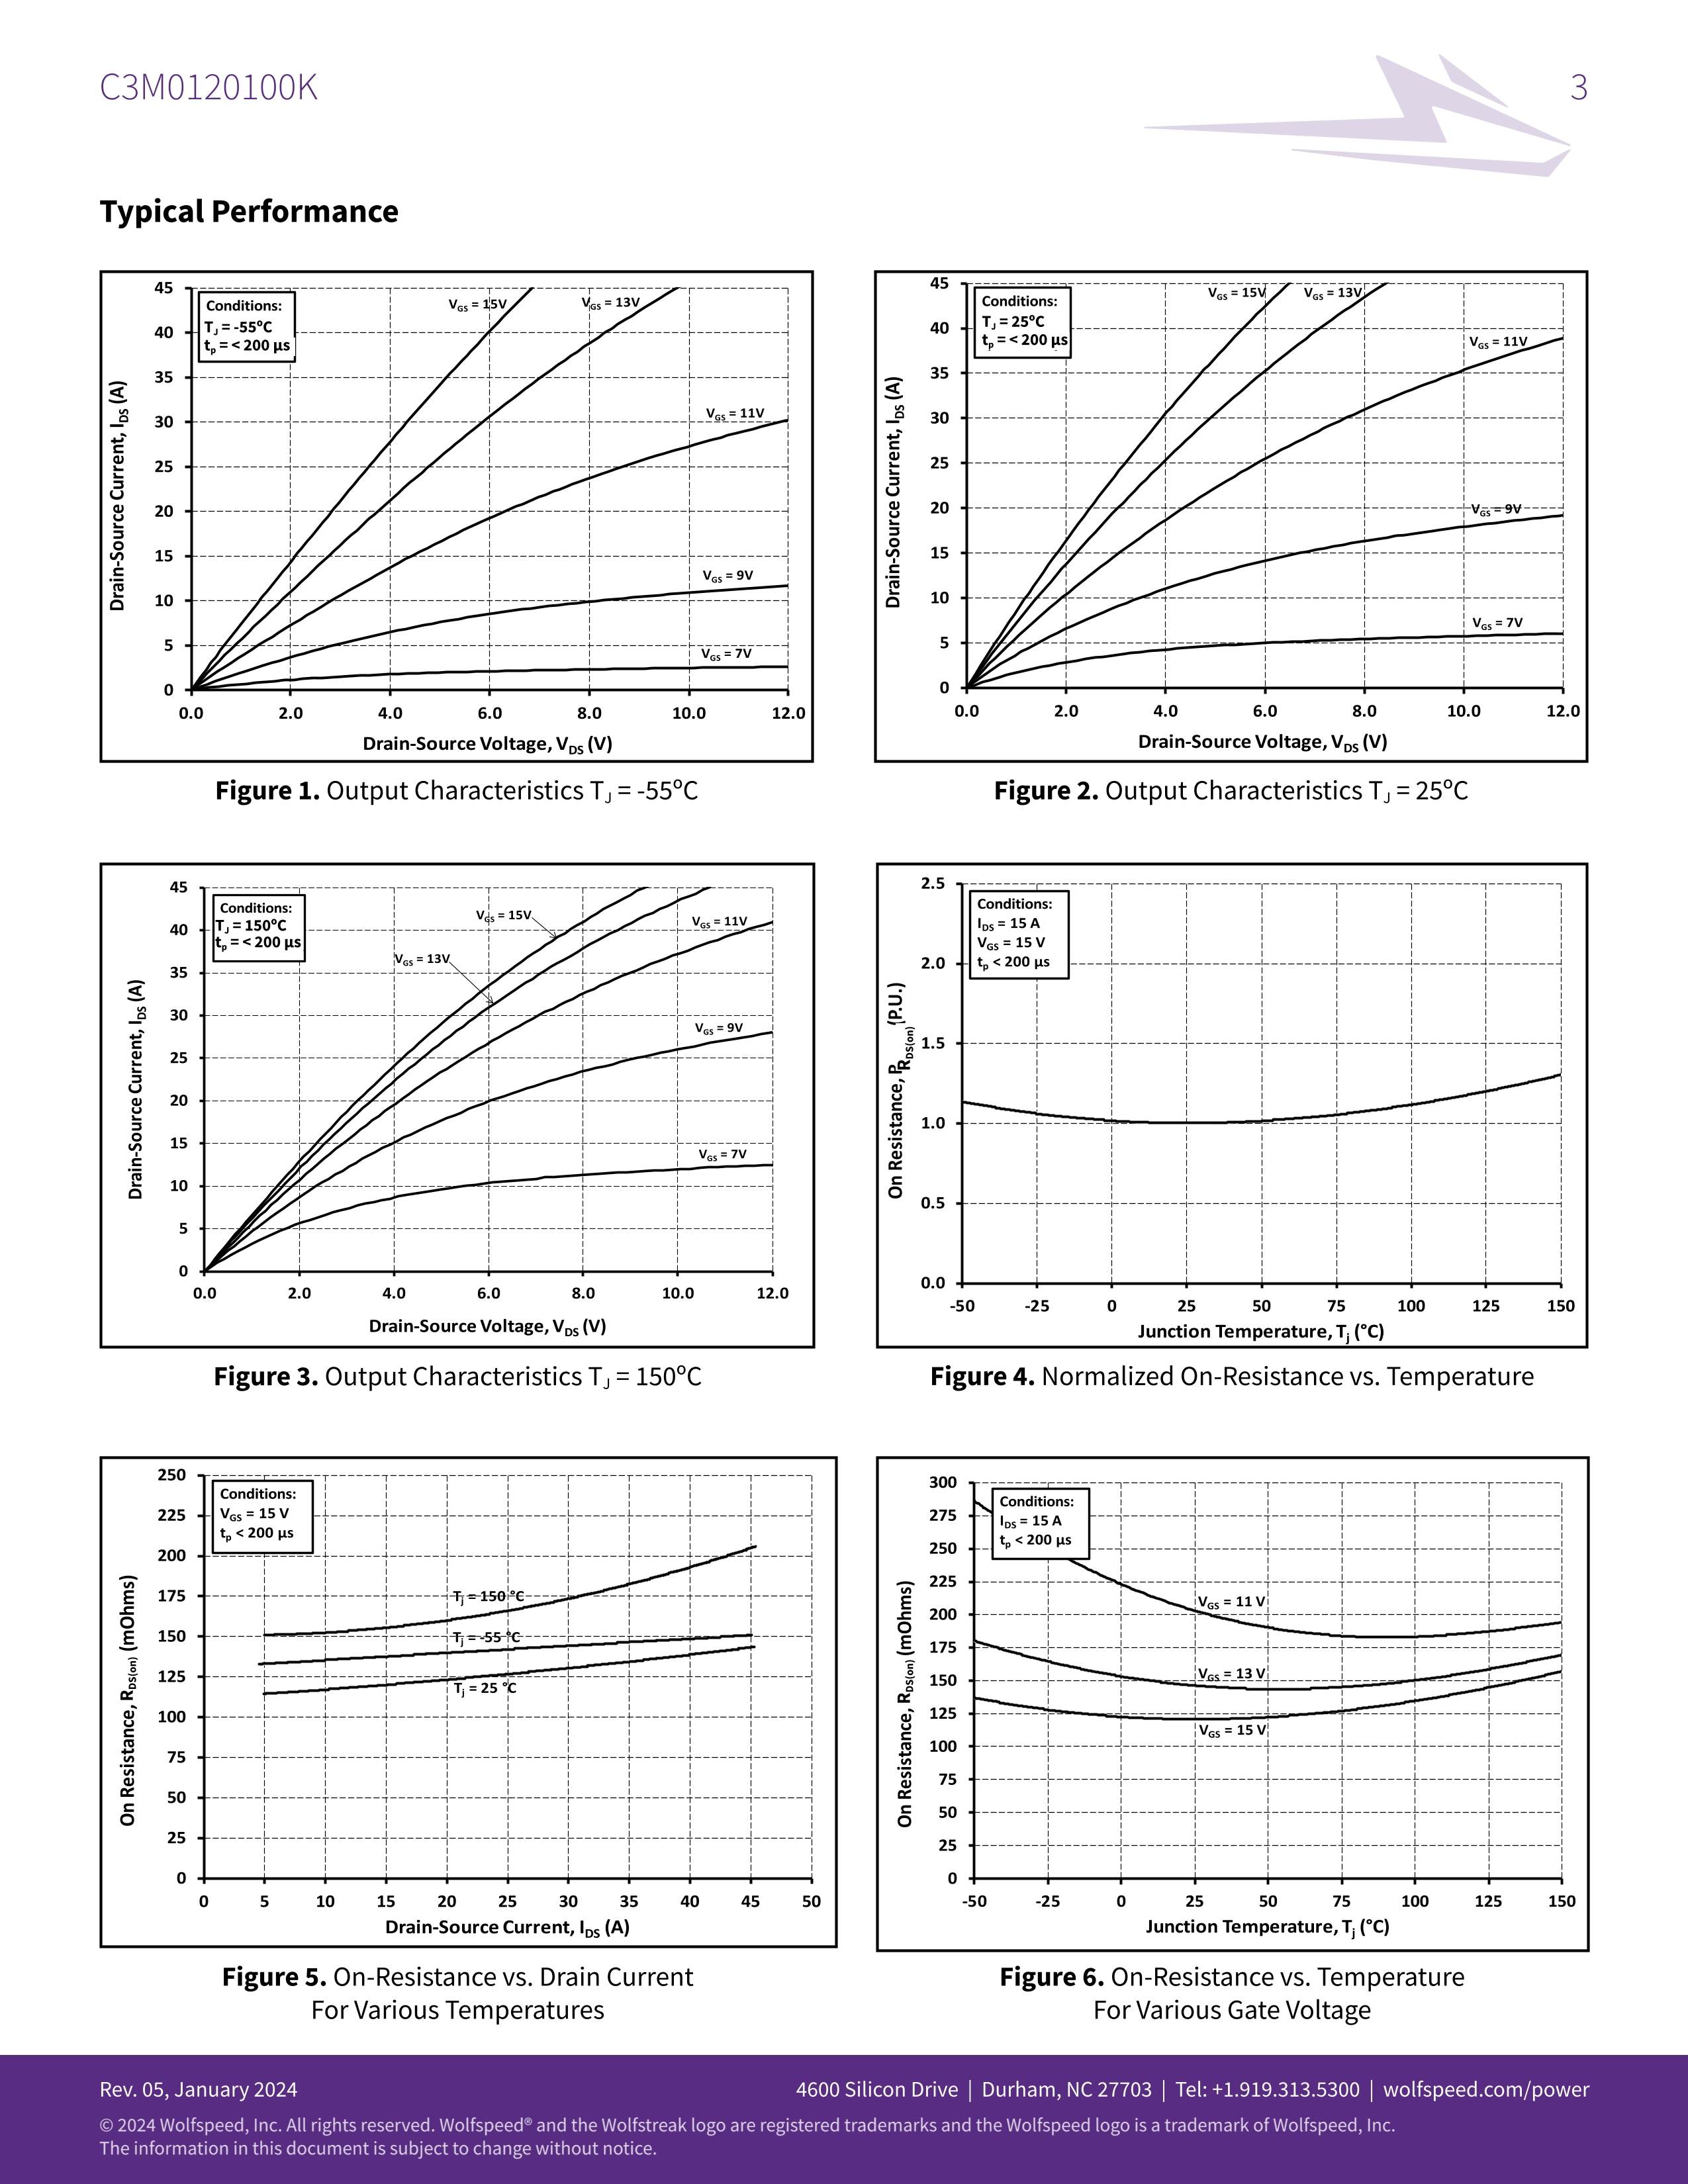 C3M0120100K
3
Typical Performance
45
40
35
30
25
20
15
10
5
0
0.0 2.0 4.0 6.0 8.0 10.0 12.0
Drain-Source Current, IDS (A)
Drain-Source Voltage, VDS (V)
Conditions:
TJ = -55°C
tp = < 200 µs
VGS = 15V
VGS = 13V
VGS = 11V
VGS = 9V
VGS = 7V
Figure 1. Output Characteristics TJ = -55°C
45
40
35
30
25
20
15
10
5
0
0.0 2.0 4.0 6.0 8.0 10.0 12.0
Drain-Source Current, IDS (A)
Drain-Source Voltage, VDS (V)
Conditions:
TJ = 25°C
tp = < 200 µs
VGS = 15V
VGS = 13V
VGS = 11V
VGS = 9V
VGS = 7V
Figure 2. Output Characteristics TJ = 25°C
45
40
35
30
25
20
15
10
5
0
0.0 2.0 4.0 6.0 8.0 10.0 12.0
Drain-Source Current, IDS (A)
Drain-Source Voltage, VDS (V)
Conditions:
TJ = 150°C
tp = < 200 µs
VGS = 15V
VGS = 13V
VGS = 11V
VGS = 9V
VGS = 7V
Figure 3. Output Characteristics TJ = 150°C
2.5
2.0
1.5
1.0
0.5
0.0
-50 -25 0 25 50 75 100 125 150
On Resistance, PRDS(on) (P.U.)
Junction Temperature, Tj (°C)
Conditions:
IDS = 15 A
VGS = 15 V
tp < 200 µs
Figure 4. Normalized On-Resistance vs. Temperature
250
225
200
175
150
125
100
75
50
25
0
0 5 10 15 20 25 30 35 40 45 50
On Resistance, RDS(on) (mOhms)
Drain-Source Current, IDS (A)
Conditions:
VGS = 15 V
tp < 200 µs
Tj = 150 °C
Tj = -55 °C
Tj = 25 °C
Figure 5. On-Resistance vs. Drain Current
For Various Temperatures
300
275
250
225
200
175
150
125
100
75
50
25
0
-50 -25 0 25 50 75 100 125 150
On Resistance, RDS(on) (mOhms)
Junction Temperature, Tj (°C)
Conditions:
IDS = 15 A
tp < 200 µs
VGS = 11 V
VGS = 13 V
VGS = 15 V
Figure 6. On-Resistance vs. Temperature
For Various Gate Voltage
Rev. 05, January 2024
4600 Silicon Drive | Durham, NC 27703 | Tel: +1.919.313.5300 | wolfspeed.com/power
© 2024 Wolfspeed, Inc. All rights reserved. Wolfspeed® and the Wolfstreak logo are registered trademarks and the Wolfspeed logo is a trademark of Wolfspeed, Inc.
The information in this document is subject to change without notice.